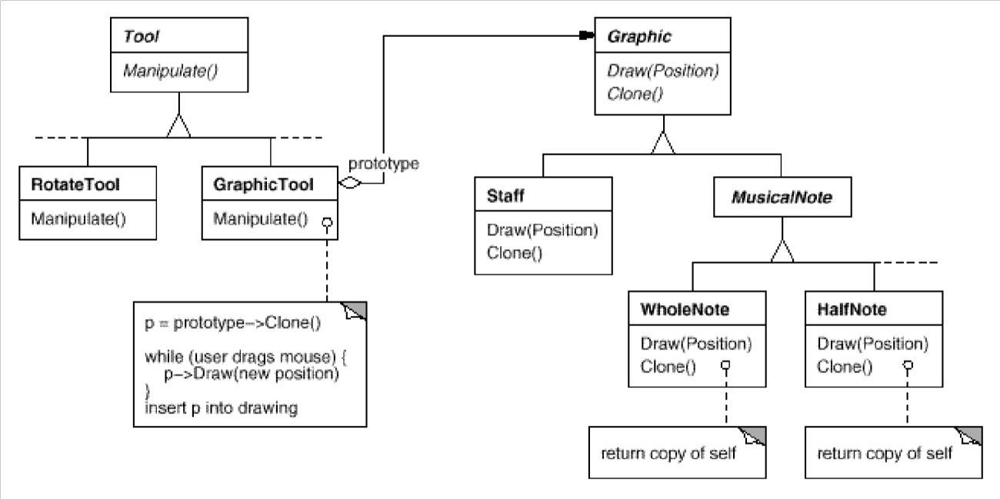 Tool
Manipulate()
Graphic
Draw(Position)
Clone()
prototype
RotateTool
Manipulate()
GraphicTool
Manipulate()
Staff
Draw(Position)
Clone()
MusicalNote
p = prototype–>Clone()
while (user drags mouse) {
p–>Draw(new position)
}
insert p into drawing
WholeNote
Draw(Position)
Clone()
HalfNote
Draw(Position)
Clone()
return copy of self
return copy of self